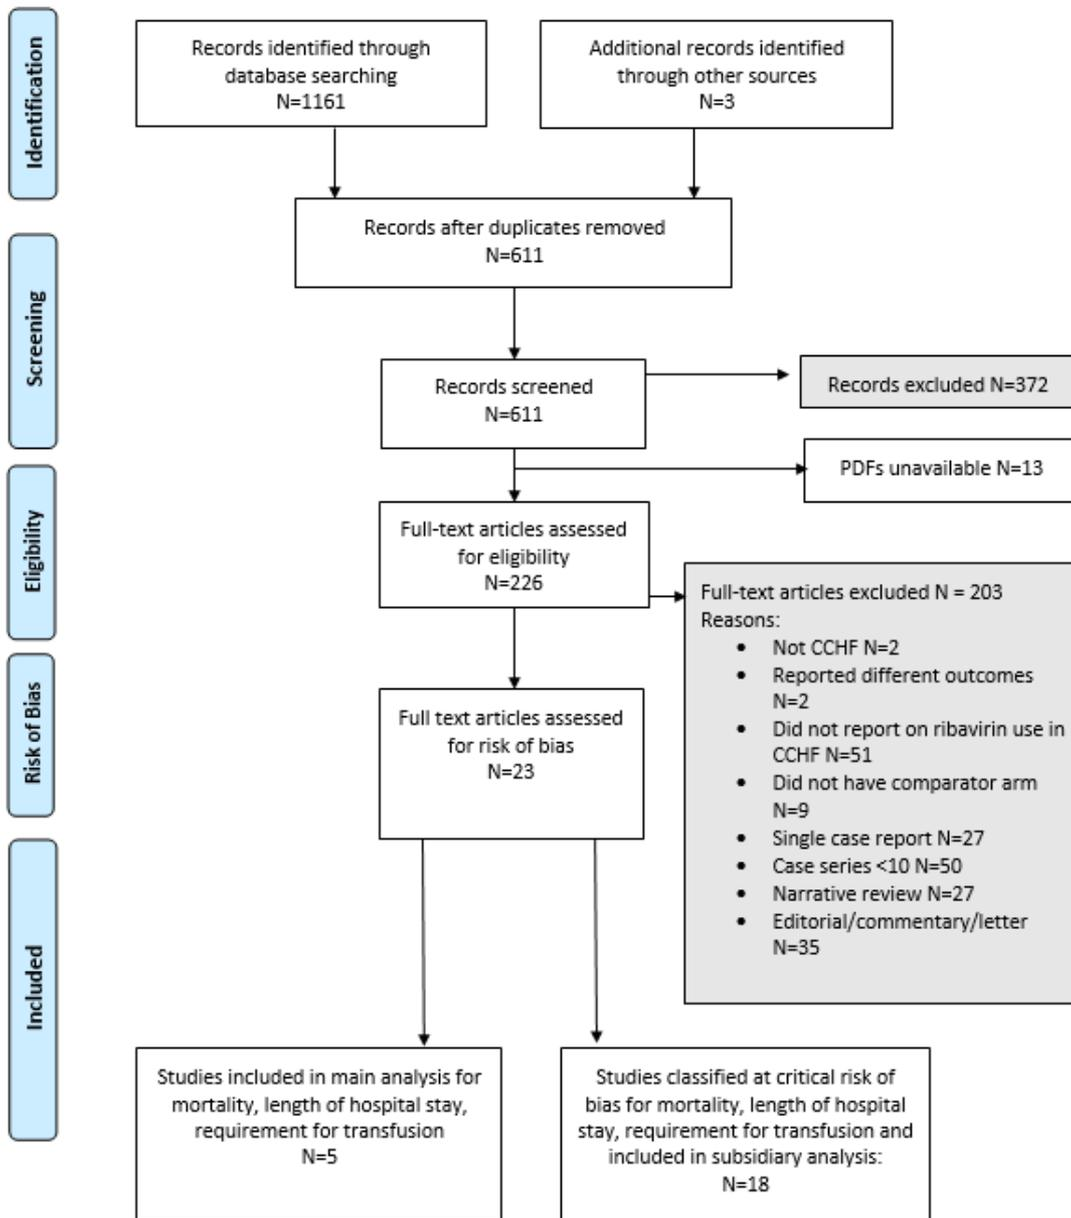 Identification
Records identified through
database searching
N=1161
Additional records identified
through other sources
N=3
Records after duplicates removed
N=611
Screening
Records screened
N=611
Records excluded N=372
PDFs unavailable N=13
Eligibility
Full-text articles assessed
for eligibility
N=226
Full-text articles excluded N = 203
Reasons:
• Not CCHF N=2
• Reported different outcomes
N=2
• Did not report on ribavirin use in
CCHF N=51
• Did not have comparator arm
N=9
• Single case report N=27
• Case series <10 N=50
• Narrative review N=27
• Editorial/commentary/letter
N=35
Risk of Bias
Full text articles assessed
for risk of bias
N=23
Included
Studies included in main analysis for
mortality, length of hospital stay,
requirement for transfusion
N=5
Studies classified at critical risk of
bias for mortality, length of hospital
stay, requirement for transfusion and
included in subsidiary analysis:
N=18